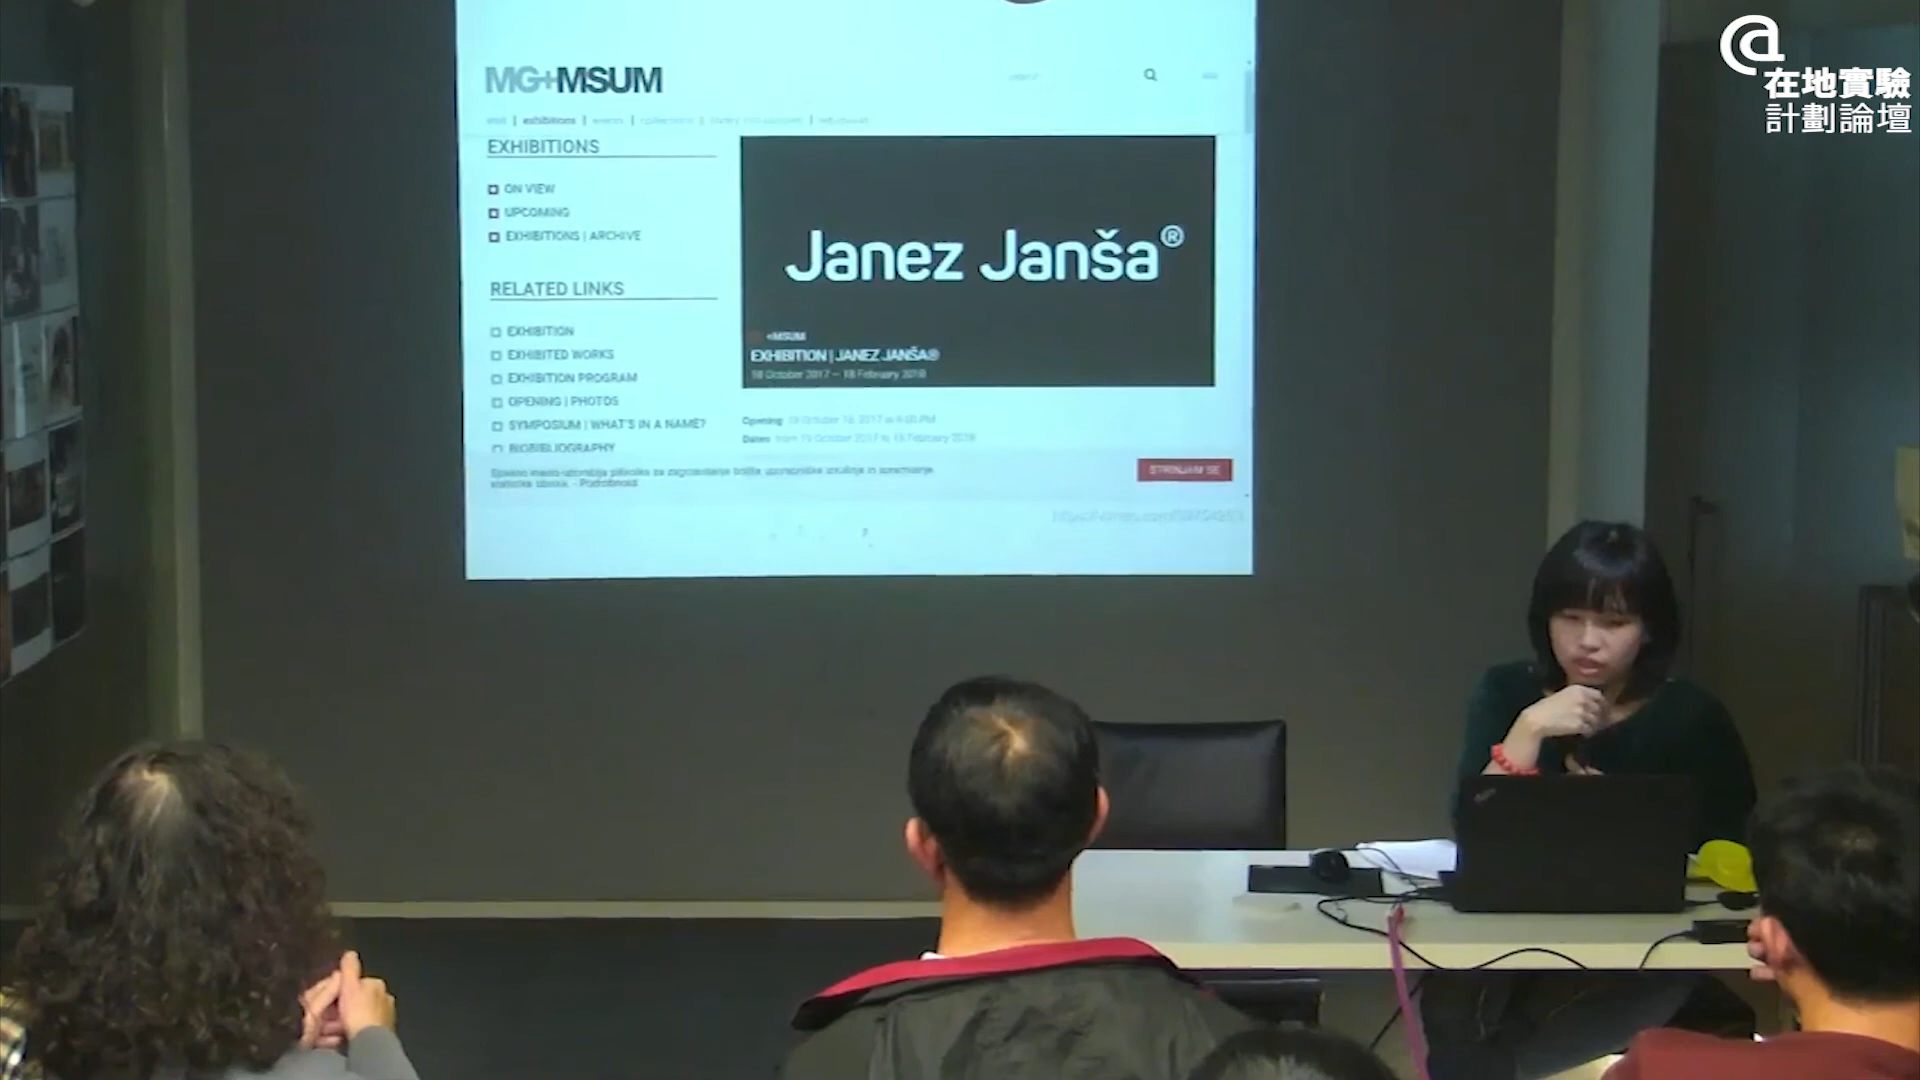 @
在地實驗
計劃論壇
MG+MSUM
exhibitions
EXHIBITIONS
ON VIEW
UPCOMING
EXHIBITIONS | ARCHIVE
RELATED LINKS
EXHIBITION
EXHIBITED WORKS
EXHIBITION PROGRAM
OPENING | PHOTOS
SYMPOSIUM | WHAT'S IN A NAME?
BIOBIBLIOGRAPHY
Janez Janša®
+MSUM
EXHIBITION | JANEZ JANŠA®
18 October 2017 — 18 February 2018
Opening
Dates
STRINJAM SE